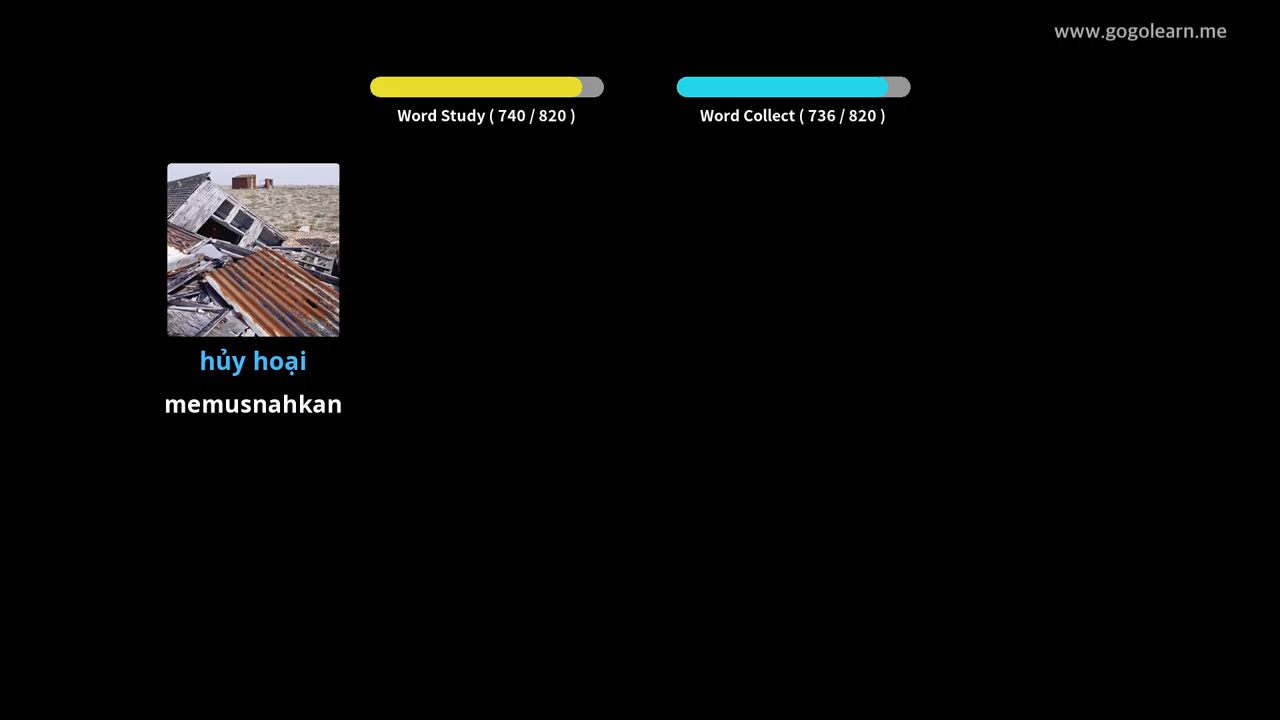 www.gogolearn.me
Word Study ( 740 / 820 )
Word Collect ( 736 / 820 )
hủy hoại
memusnahkan